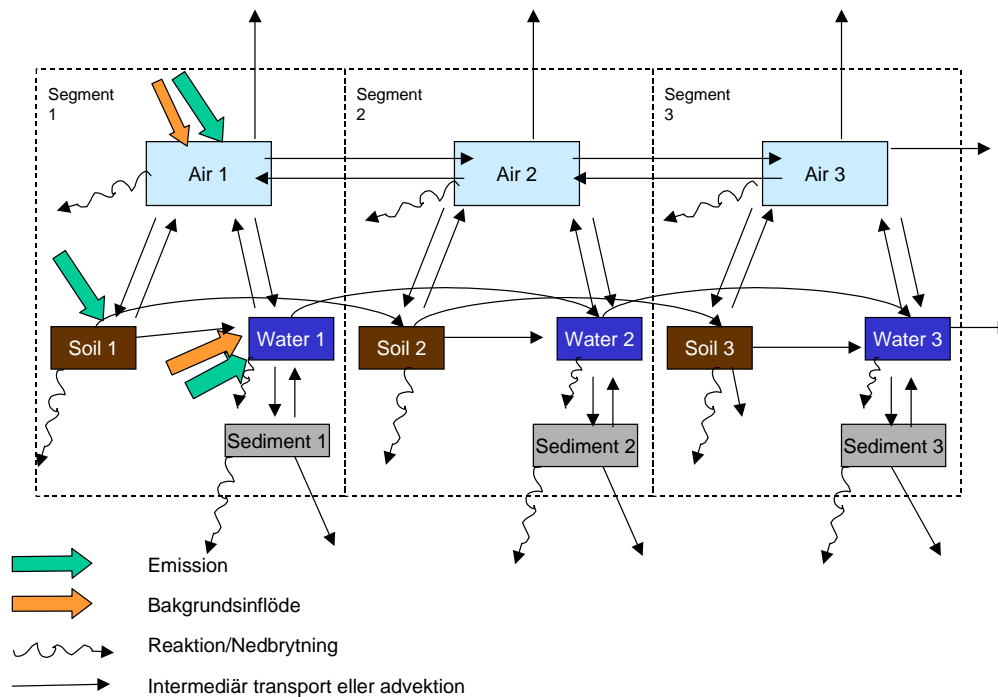 Segment
1
Segment
2
Segment
3
Air 1
Air 2
Air 3
Soil 1
Water 1
Soil 2
Water 2
Soil 3
Water 3
Sediment 1
Sediment 2
Sediment 3
Emission
Bakgrundsinflöde
Reaktion/Nedbrytning
Intermediär transport eller advektion